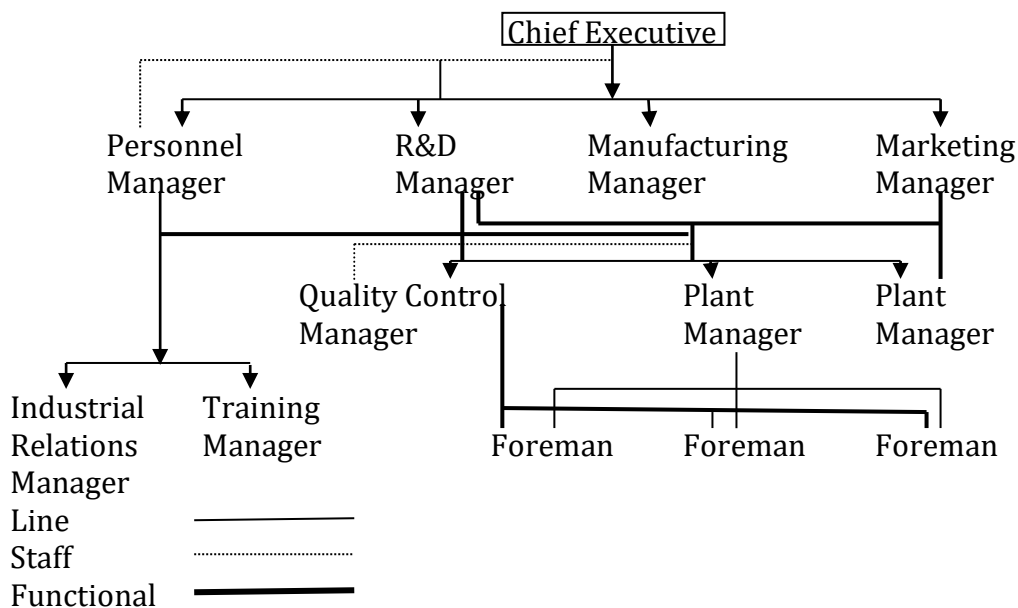 Chief Executive
Personnel
Manager
R&D
Manager
Manufacturing
Manager
Marketing
Manager
Quality Control
Manager
Plant
Manager
Plant
Manager
Industrial
Relations
Manager
Training
Manager
Foreman
Foreman
Foreman
Line
Staff
Functional